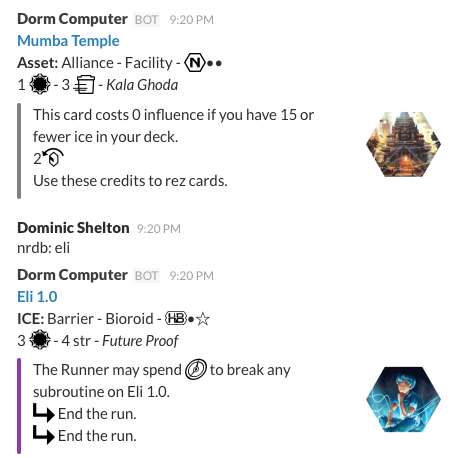 Dorm Computer BOT 9:20 PM
Mumba Temple
Asset: Alliance - Facility - N••
1 - 3 - Kala Ghoda
This card costs 0 influence if you have 15 or
fewer ice in your deck.
2
Use these credits to rez cards.
Dominic Shelton 9:20 PM
nrdb: eli
Dorm Computer BOT 9:20 PM
Eli 1.0
ICE: Barrier - Bioroid - HB•☆
3 - 4 str - Future Proof
The Runner may spend to break any
subroutine on Eli 1.0.
End the run.
End the run.